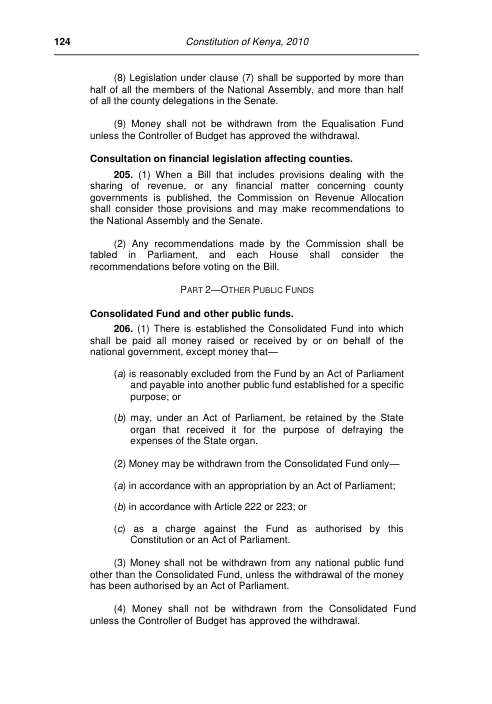 124
Constitution of Kenya, 2010
(8) Legislation under clause (7) shall be supported by more than
half of all the members of the National Assembly, and more than half
of all the county delegations in the Senate.
(9) Money shall not be withdrawn from the Equalisation Fund
unless the Controller of Budget has approved the withdrawal.
Consultation on financial legislation affecting counties.
205. (1) When a Bill that includes provisions dealing with the
sharing of revenue, or any financial matter concerning county
governments is published, the Commission on Revenue Allocation
shall consider those provisions and may make recommendations to
the National Assembly and the Senate.
(2) Any recommendations made by the Commission shall be
tabled in Parliament, and each House shall consider the
recommendations before voting on the Bill.
PART 2—OTHER PUBLIC FUNDS
Consolidated Fund and other public funds.
206. (1) There is established the Consolidated Fund into which
shall be paid all money raised or received by or on behalf of the
national government, except money that—
(a) is reasonably excluded from the Fund by an Act of Parliament
and payable into another public fund established for a specific
purpose; or
(b) may, under an Act of Parliament, be retained by the State
organ that received it for the purpose of defraying the
expenses of the State organ.
(2) Money may be withdrawn from the Consolidated Fund only—
(a) in accordance with an appropriation by an Act of Parliament;
(b) in accordance with Article 222 or 223; or
(c) as a charge against the Fund as authorised by this
Constitution or an Act of Parliament.
(3) Money shall not be withdrawn from any national public fund
other than the Consolidated Fund, unless the withdrawal of the money
has been authorised by an Act of Parliament.
(4) Money shall not be withdrawn from the Consolidated Fund
unless the Controller of Budget has approved the withdrawal.